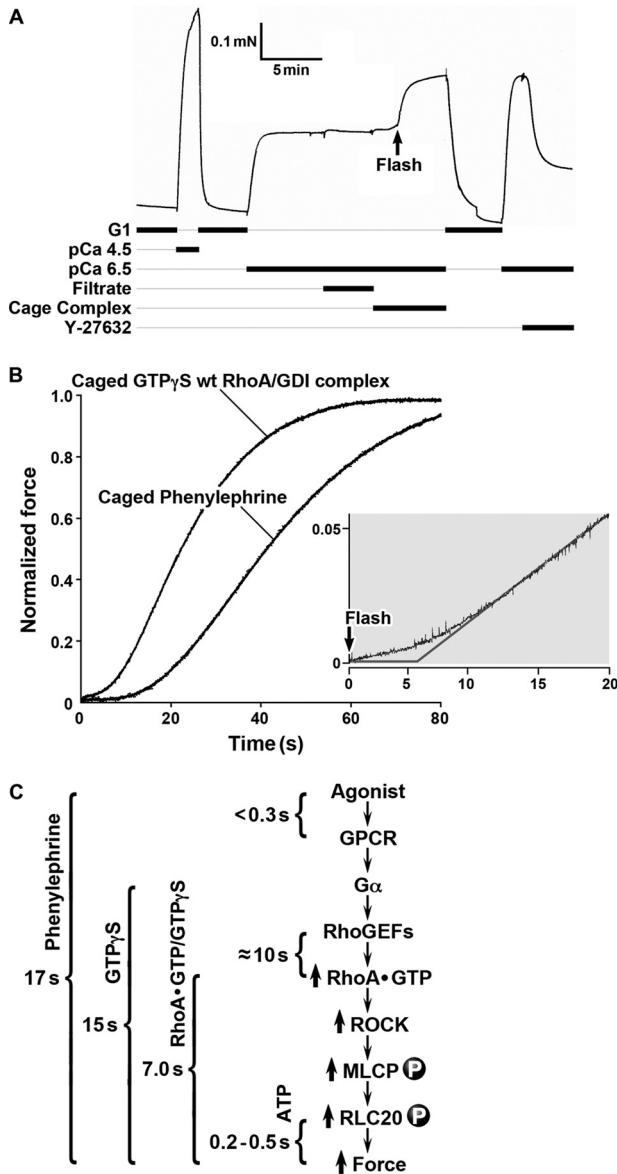 A
0.1 mN
5 min
Flash
G1
pCa 4.5
pCa 6.5
Filtrate
Cage Complex
Y-27632
B
Caged GTPγS wt RhoA/GDI complex
Caged Phenylephrine
Normalized force
1.0
0.8
0.6
0.4
0.2
0
0 20 40 60 80
Time (s)
0.05
Flash
0
0 5 10 15 20
C
Phenylephrine
17 s
GTPγS
15 s
RhoA•GTP/GTPγS
7.0 s
<0.3 s
≈10 s
ATP
0.2-0.5 s
Agonist
GPCR
Gα
RhoGEFs
RhoA•GTP
ROCK
MLCP P
RLC20 P
Force